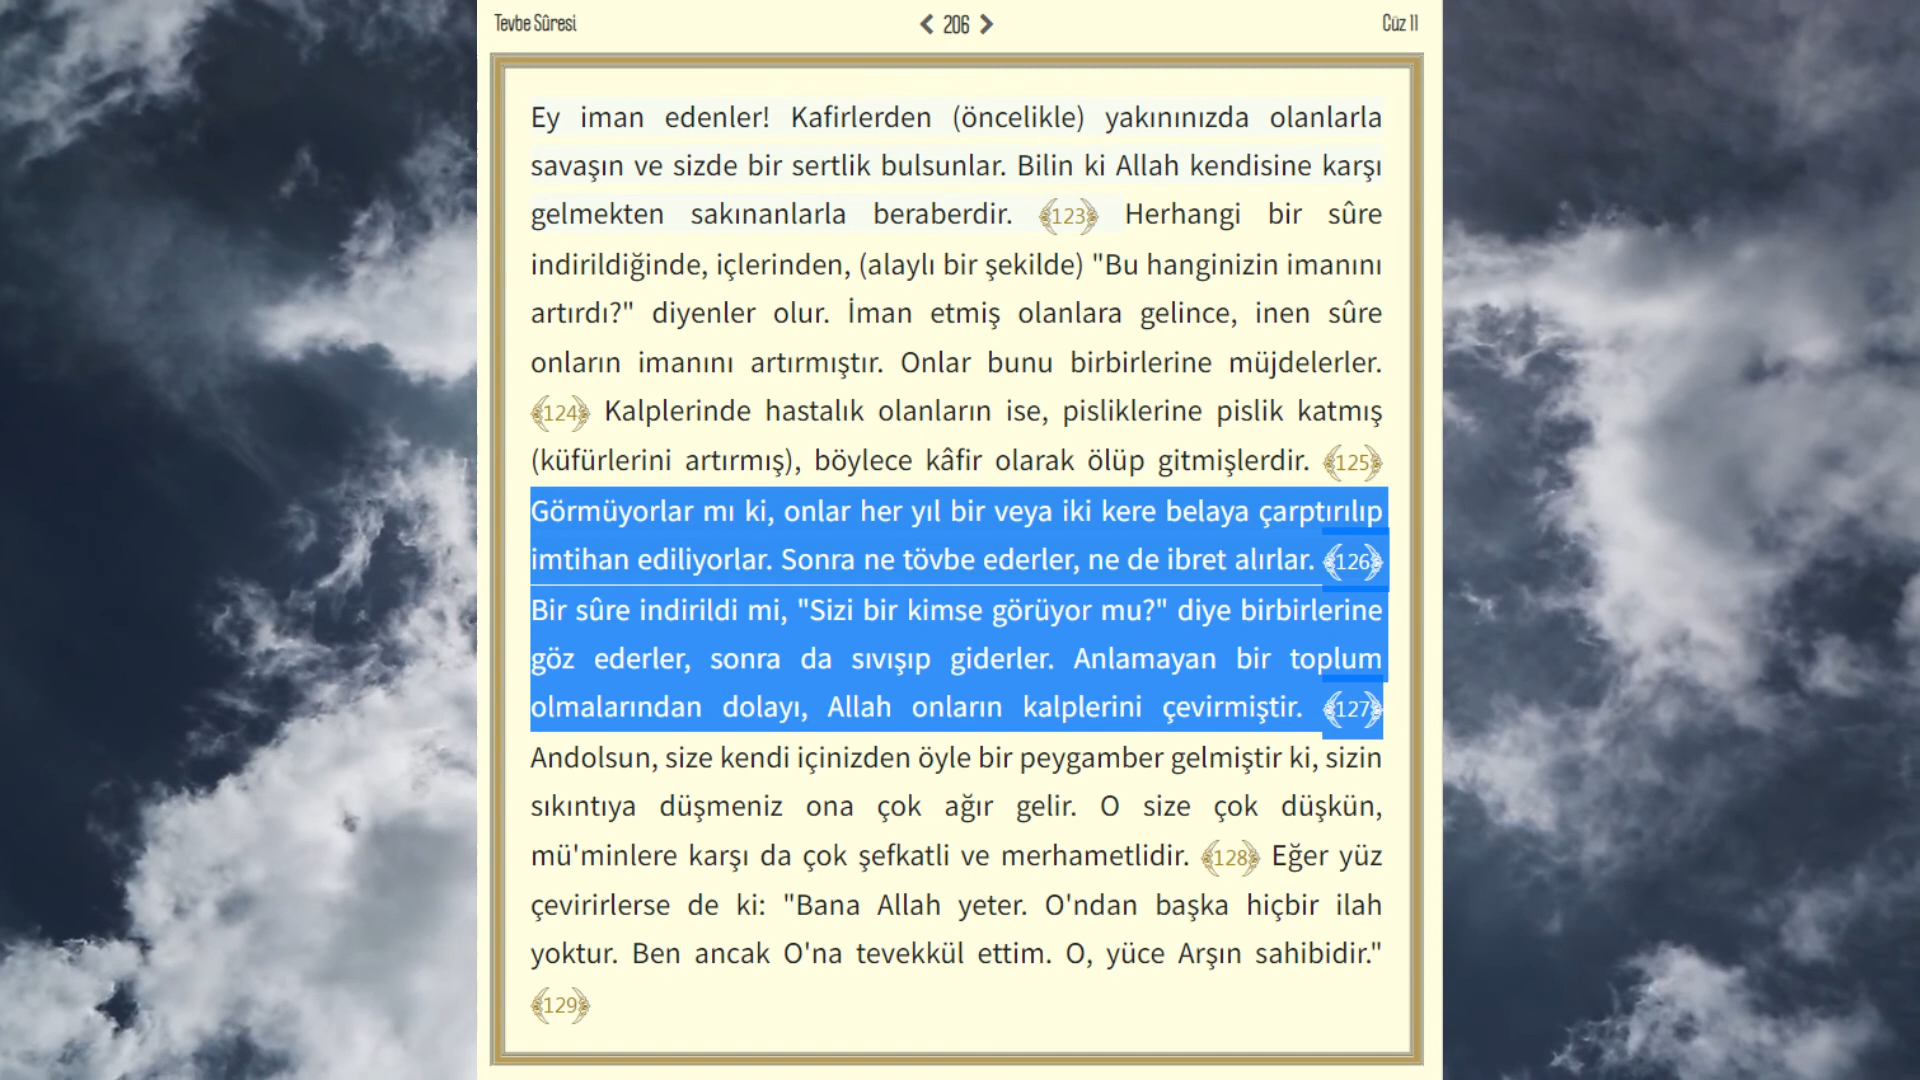 Tevbe Sûresi
206
Cüz 11
Ey iman edenler! Kafirlerden (öncelikle) yakınınızda olanlarla
savaşın ve sizde bir sertlik bulsunlar. Bilin ki Allah kendisine karşı
gelmekten sakınanlarla beraberdir. 123 Herhangi bir sûre
indirildiğinde, içlerinden, (alaylı bir şekilde) "Bu hanginizin imanını
artırdı?" diyenler olur. İman etmiş olanlara gelince, inen sûre
onların imanını artırmıştır. Onlar bunu birbirlerine müjdelerler.
124 Kalplerinde hastalık olanların ise, pisliklerine pislik katmış
(küfürlerini artırmış), böylece kâfir olarak ölüp gitmişlerdir. 125
Görmüyorlar mı ki, onlar her yıl bir veya iki kere belaya çarptırılıp
imtihan ediliyorlar. Sonra ne tövbe ederler, ne de ibret alırlar. 126
Bir sûre indirildi mi, "Sizi bir kimse görüyor mu?" diye birbirlerine
göz ederler, sonra da sıvışıp giderler. Anlamayan bir toplum
olmalarından dolayı, Allah onların kalplerini çevirmiştir. 127
Andolsun, size kendi içinizden öyle bir peygamber gelmiştir ki, sizin
sıkıntıya düşmeniz ona çok ağır gelir. O size çok düşkün,
mü'minlere karşı da çok şefkatli ve merhametlidir. 128 Eğer yüz
çevirirlerse de ki: "Bana Allah yeter. O'ndan başka hiçbir ilah
yoktur. Ben ancak O'na tevekkül ettim. O, yüce Arşın sahibidir."
129